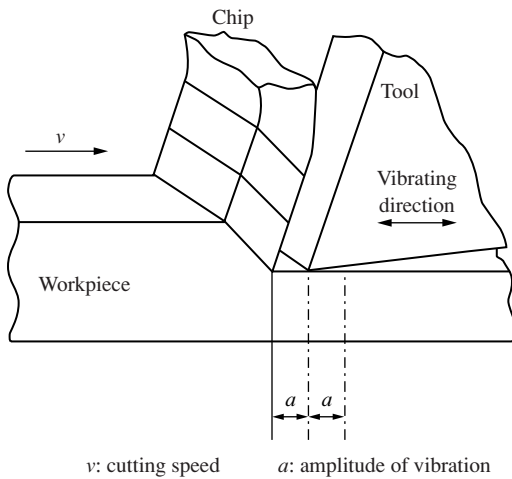 Chip
Tool
v
Vibrating
direction
Workpiece
a
a
v: cutting speed
a: amplitude of vibration